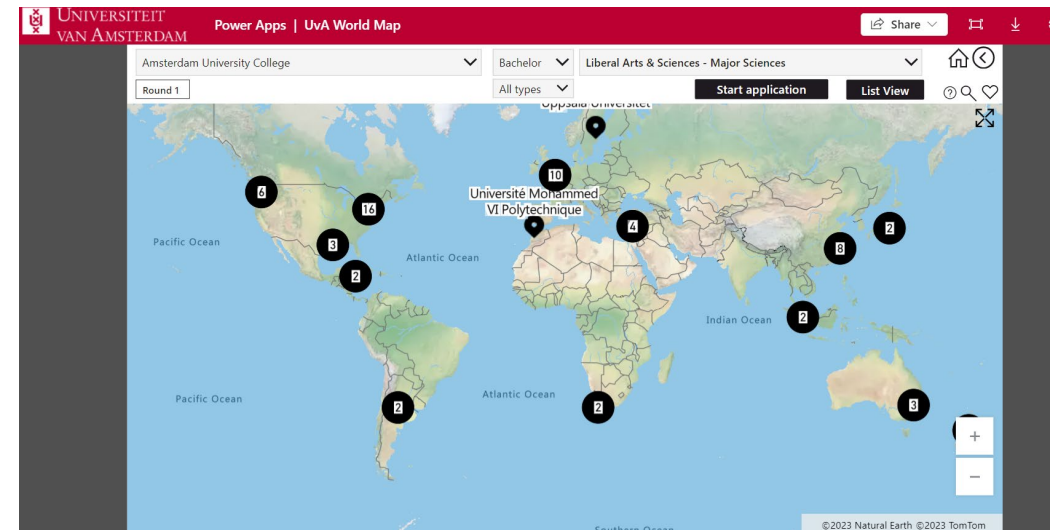 UNIVERSITEIT
VAN AMSTERDAM
Power Apps | UvA World Map
Share
Amsterdam University College
Bachelor
Liberal Arts & Sciences - Major Sciences
Round 1
All types
Start application
List View
Uppsala Universitet
10
6
Université Mohammed
VI Polytechnique
16
4
2
3
8
Pacific Ocean
Atlantic Ocean
2
Indian Ocean
2
Pacific Ocean
Atlantic Ocean
2
2
3
+
−
Southern Ocean
©2023 Natural Earth ©2023 TomTom